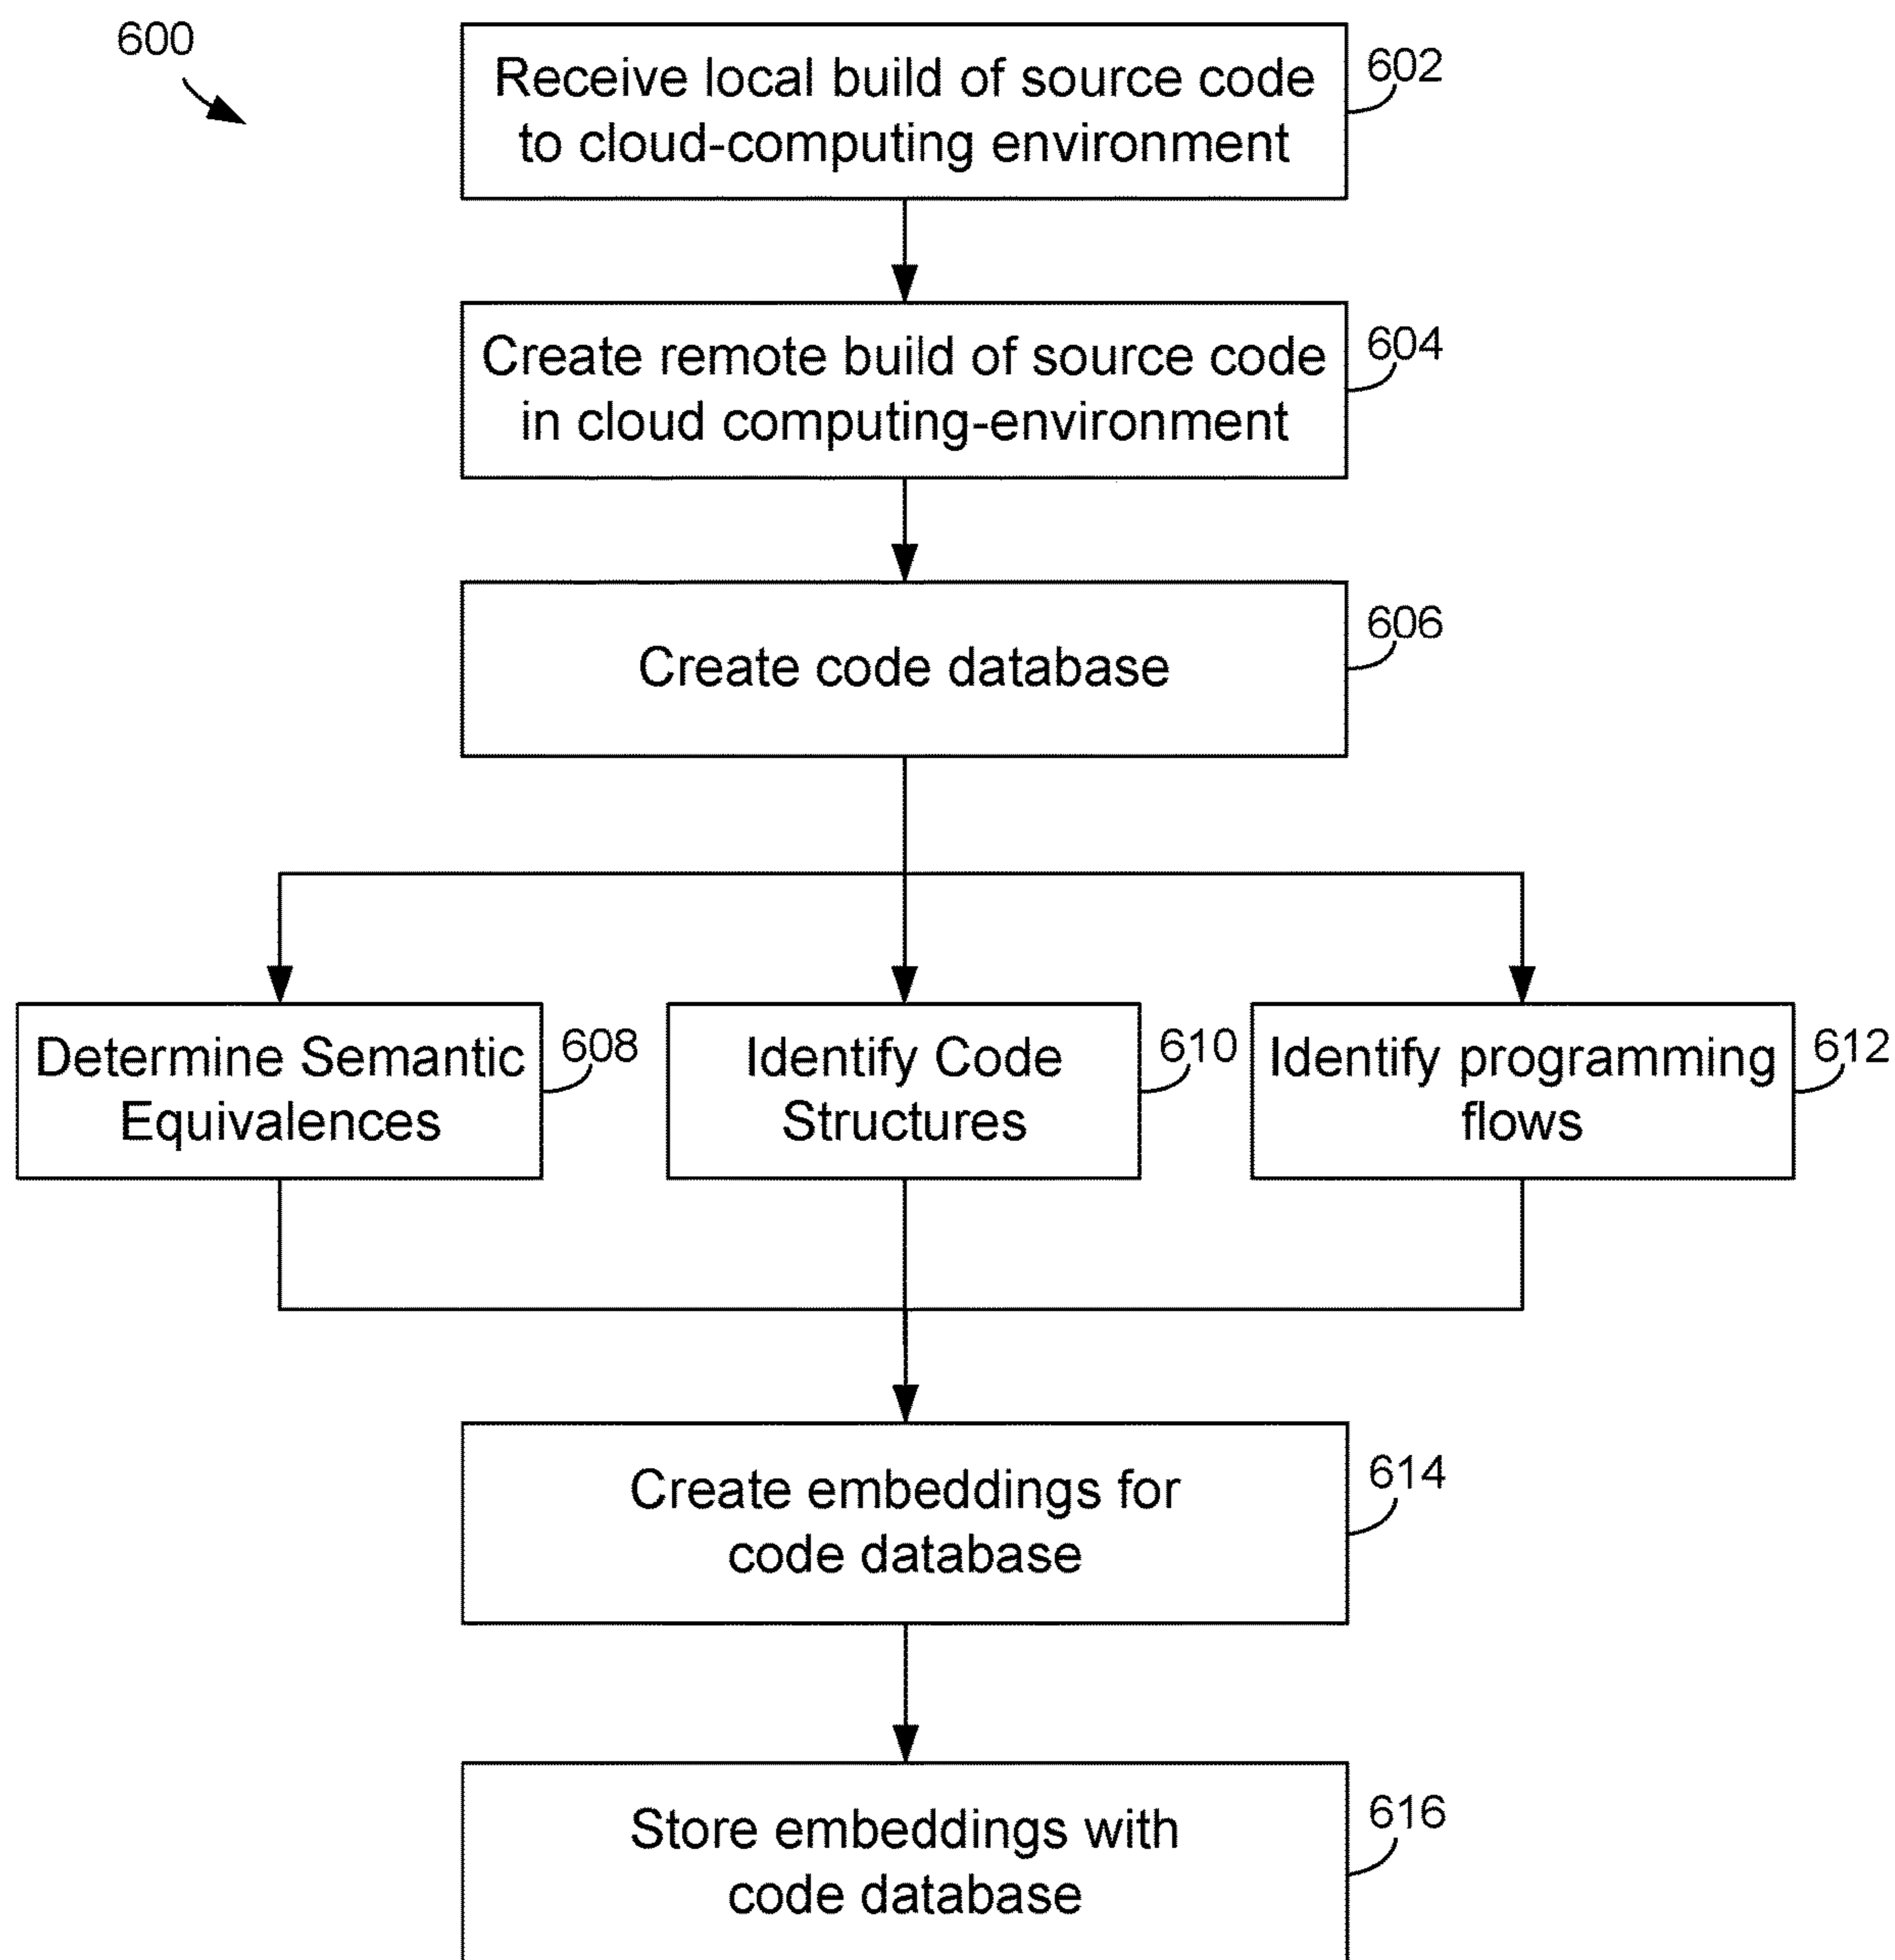 600
Receive local build of source code
to cloud-computing environment
602
Create remote build of source code
in cloud computing-environment
604
Create code database
606
Determine Semantic
Equivalences
608
Identify Code
Structures
610
Identify programming
flows
612
Create embeddings for
code database
614
Store embeddings with
code database
616